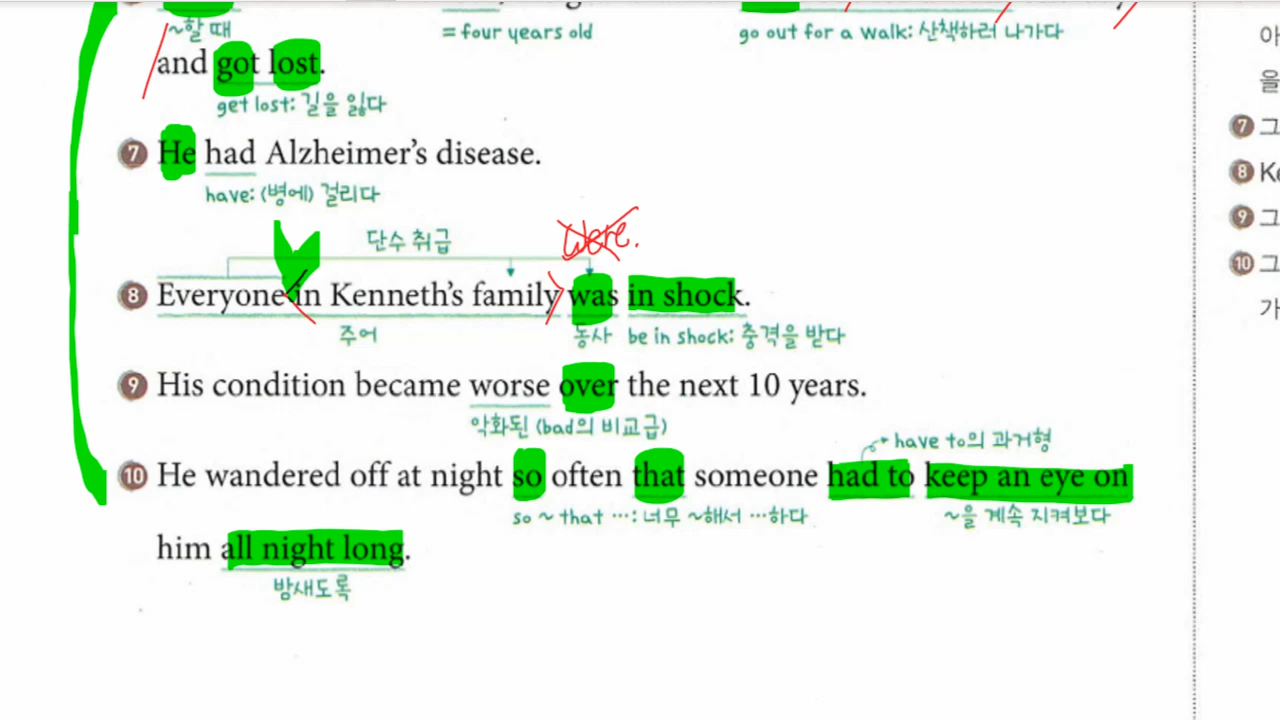 ~할 때
= four years old
go out for a walk: 산책하러 나가다
and got lost.
get lost: 길을 잃다
7 He had Alzheimer's disease.
have: (병에) 걸리다
단수 취급
were.
8 Everyone in Kenneth's family was in shock.
주어
동사
be in shock: 충격을 받다
9 His condition became worse over the next 10 years.
악화된 (bad의 비교급)
have to의 과거형
10 He wandered off at night so often that someone had to keep an eye on
so ~ that …: 너무 ~해서 …하다
~을 계속 지켜보다
him all night long.
밤새도록
아
을
7 그
8 Ke
9 그
10 그
가